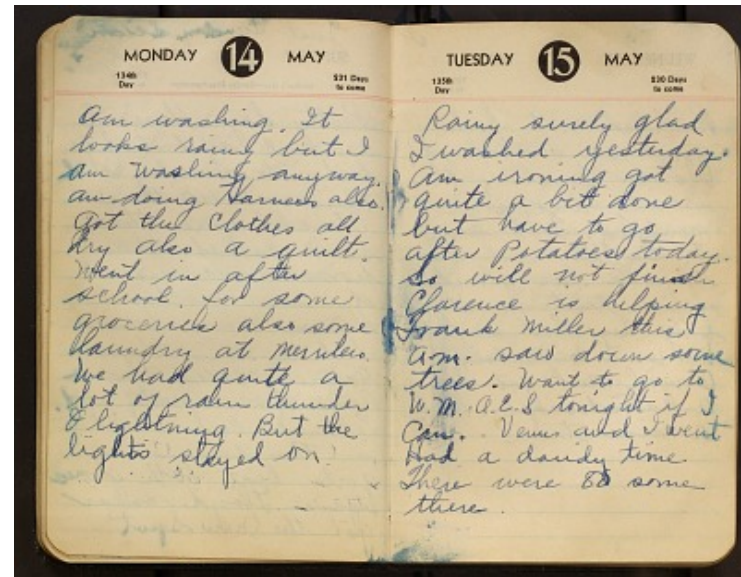 MONDAY 14 MAY
134th Day
231 Days to come
Am washing. It
looks rainy but I
am washing anyway.
am doing Harnees also.
Got the clothes all
dry also a quilt.
Went in after
school for some
groceries also some
laundry at Merrilees.
We had quite a
lot of rain thunder
& lightning. But the
lights stayed on.
TUESDAY 15 MAY
135th Day
230 Days to come
Rainy surely glad
I washed yesterday.
Am ironing got
quite a bit done
but have to go
after Potatoes today.
So will not finish
Clarence is helping
Frank Miller this
a.m. saw down some
trees. Want to go to
W.M.A.C.S tonight if I
Can. Venus and I went
Had a dandy time
There were 80 some
there.